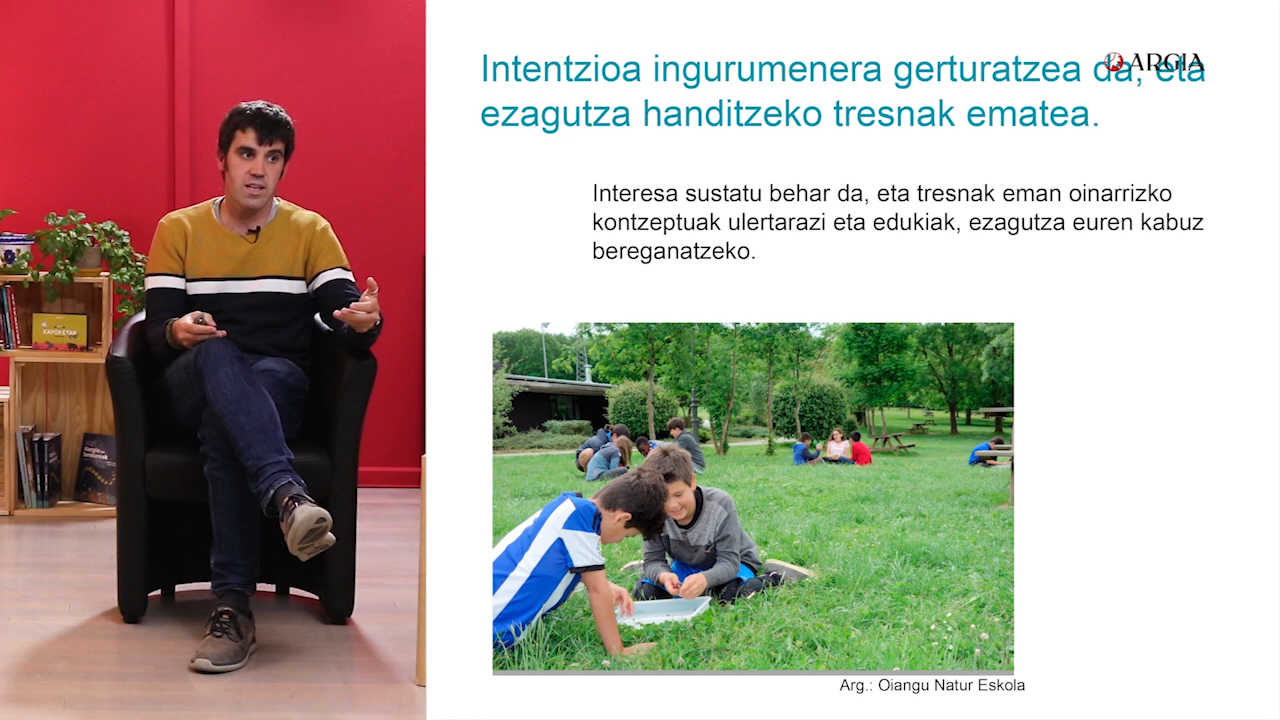 Intentzioa ingurumenera gerturatzea da, eta
ARGIA
ezagutza handitzeko tresnak ematea.
Interesa sustatu behar da, eta tresnak eman oinarrizko
kontzeptuak ulertarazi eta edukiak, ezagutza euren kabuz
bereganatzeko.
KAPOKETAN
Arg.: Oiangu Natur Eskola